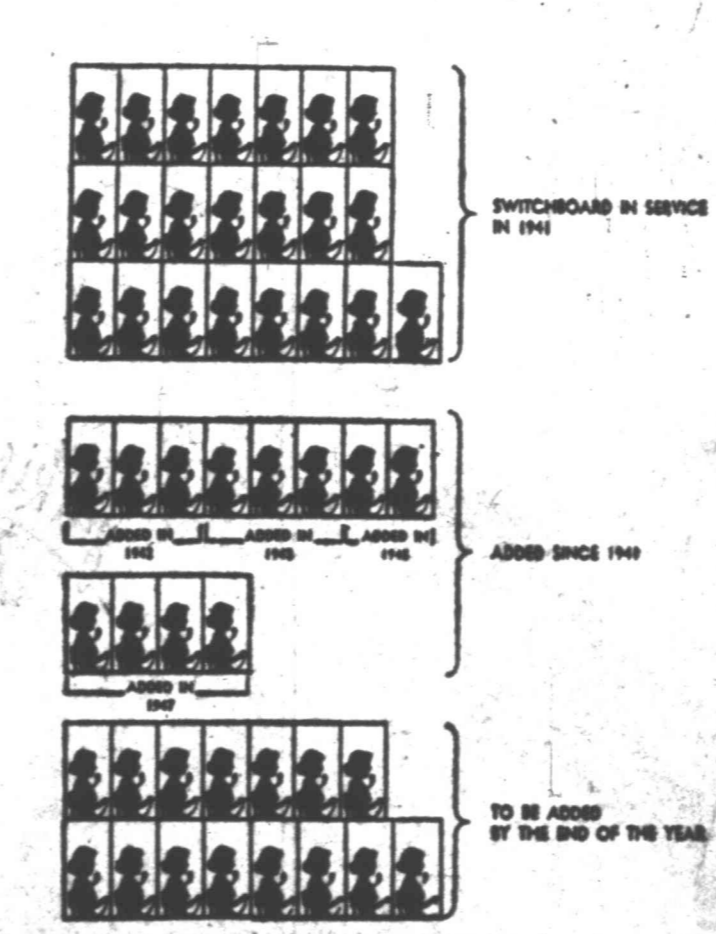 SWITCHBOARD IN SERVICE
IN 1941
ADDED IN
1942
ADDED IN
ADDED IN
ADDED SINCE 1941
ADDED IN
1947
TO BE ADDED
BY THE END OF THE YEAR